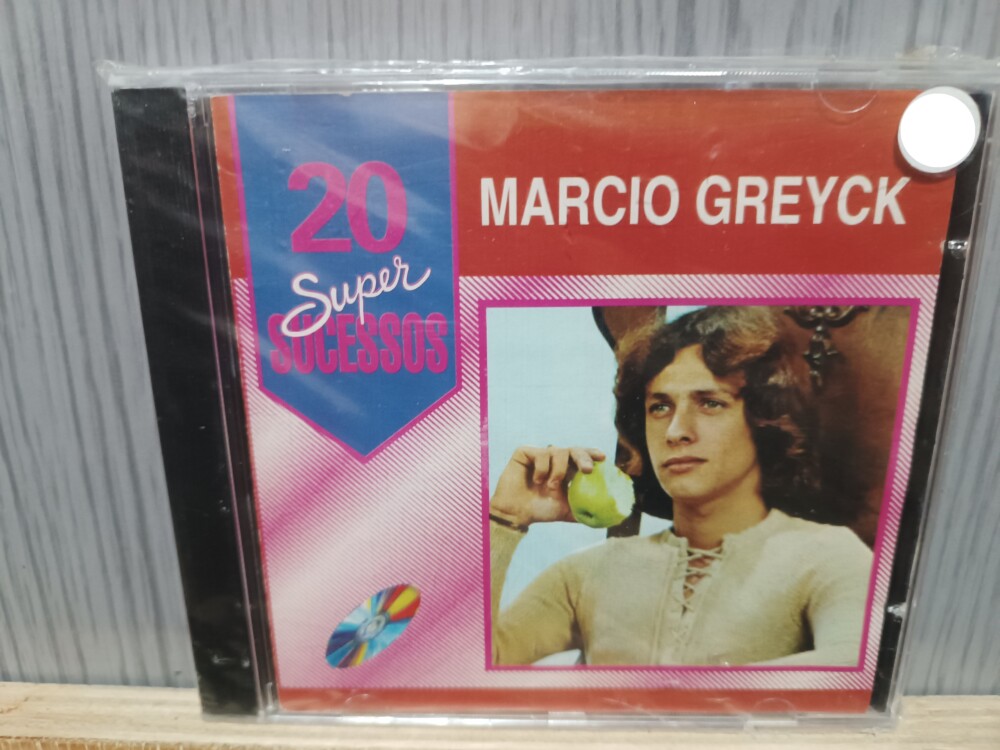 20
Super
SUCESSOS
MARCIO GREYCK